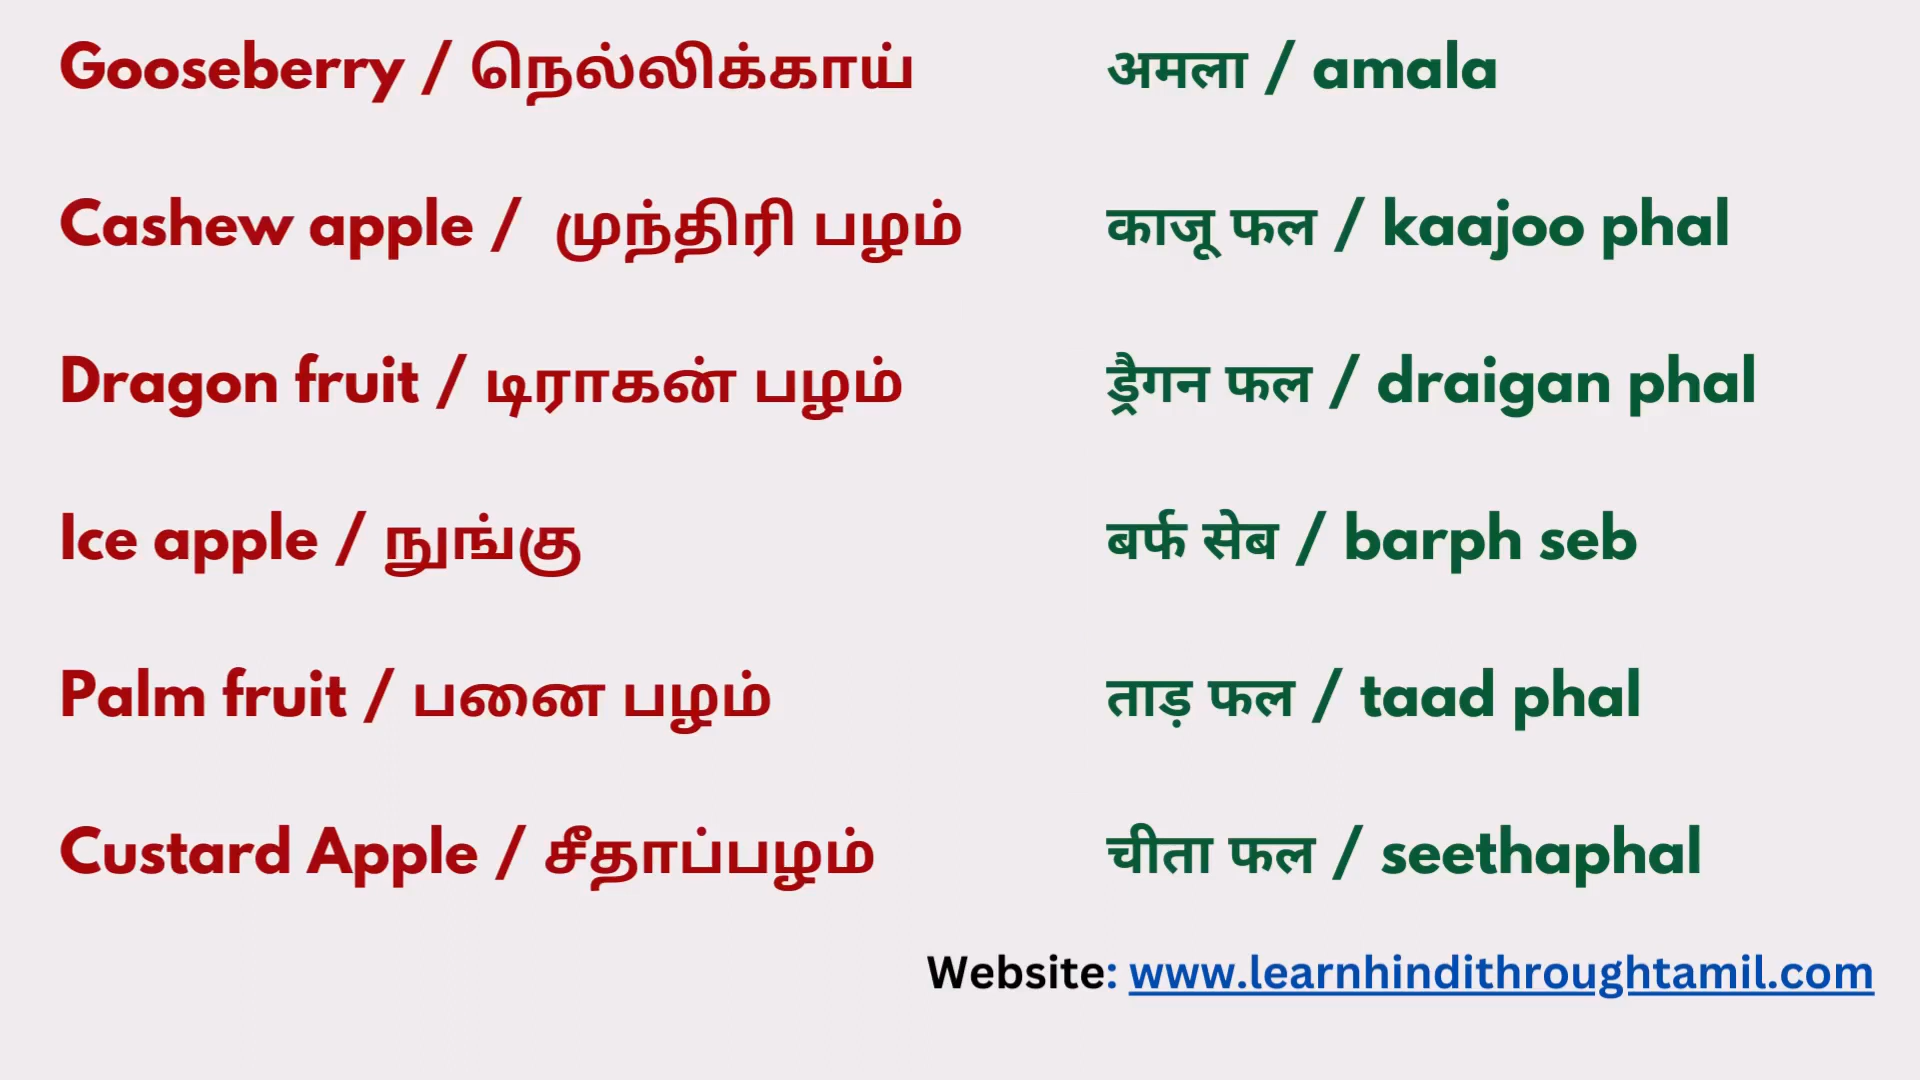 Gooseberry / நெல்லிக்காய் अमला / amala
Cashew apple / முந்திரி பழம் काजू फल / kaajoo phal
Dragon fruit / டிராகன் பழம் ड्रैगन फल / draigan phal
Ice apple / நுங்கு बर्फ सेब / barph seb
Palm fruit / பனை பழம் ताड़ फल / taad phal
Custard Apple / சீதாப்பழம் चीता फल / seethaphal
Website: www.learnhindithroughtamil.com